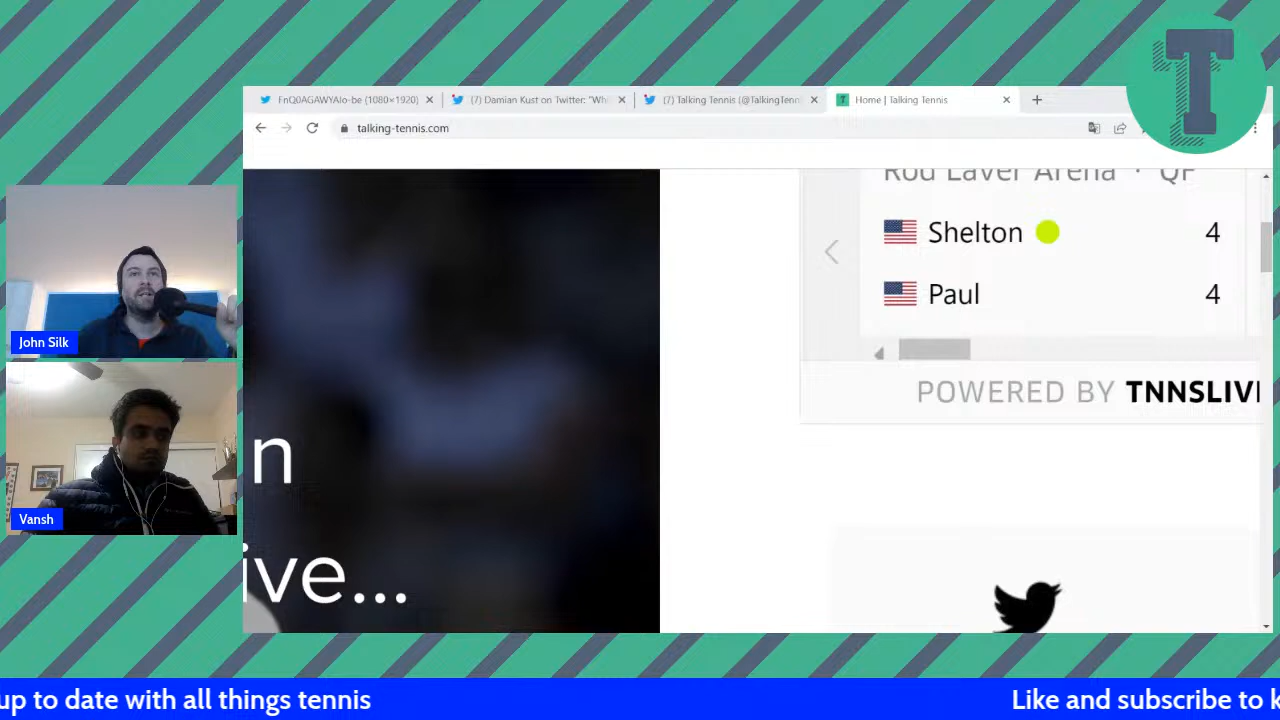 FnQ0AGAWYAIo-be (1080×1920)
(7) Damian Kust on Twitter: "Wh
(7) Talking Tennis (@TalkingTenn
Home | Talking Tennis
talking-tennis.com
T
Rod Laver Arena · QF
Shelton 4
Paul 4
POWERED BY TNNSLIV
n
ive...
John Silk
Vansh
up to date with all things tennis
Like and subscribe to k